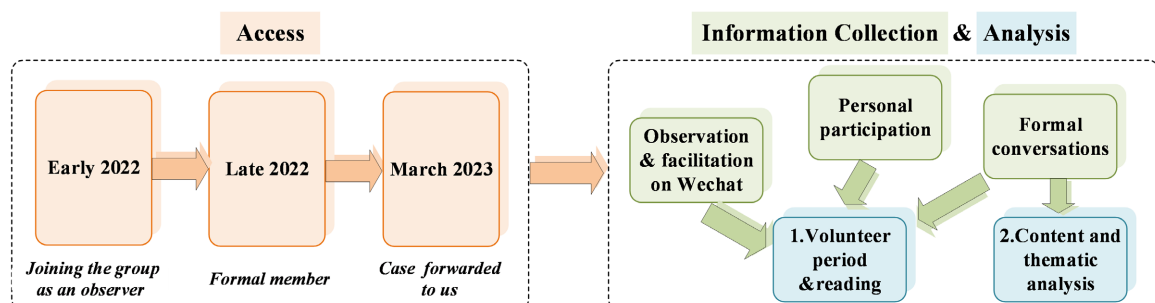 Access
Information Collection & Analysis
Early 2022
Late 2022
March 2023
Joining the group
as an observer
Formal member
Case forwarded
to us
Observation
& facilitation
on Wechat
Personal
participation
Formal
conversations
1.Volunteer
period
&reading
2.Content and
thematic
analysis